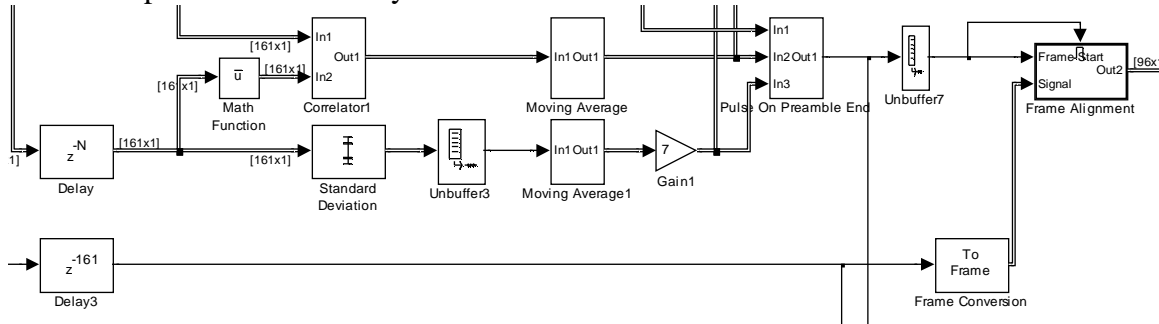 [161x1]
In1
In2
Out1
Correlator1
[161x1]
u
Math
Function
[161x1]
In1 Out1
Moving Average
In1
In2 Out1
In3
Pulse On Preamble End
Unbuffer7
Frame Start
Signal
Out2
Frame Alignment
[96x1
1]
z-N
Delay
[161x1]
[161x1]
Standard
Deviation
Unbuffer3
In1 Out1
Moving Average1
7
Gain1
z-161
Delay3
To
Frame
Frame Conversion